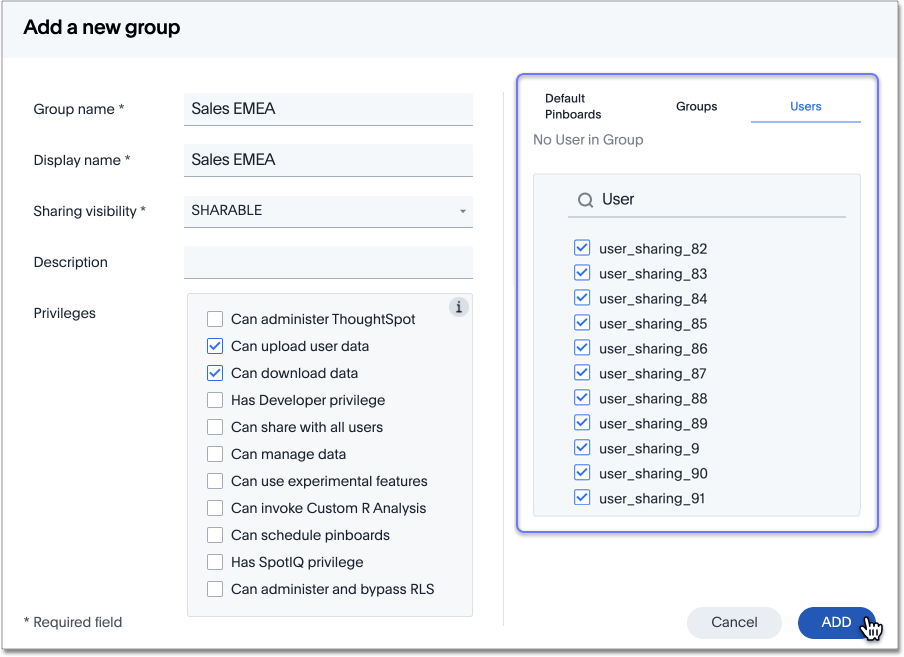 Add a new group
Group name *
Sales EMEA
Display name *
Sales EMEA
Sharing visibility *
SHARABLE
Description
Privileges
i
Can administer ThoughtSpot
Can upload user data
Can download data
Has Developer privilege
Can share with all users
Can manage data
Can use experimental features
Can invoke Custom R Analysis
Can schedule pinboards
Has SpotIQ privilege
Can administer and bypass RLS
* Required field
Default
Pinboards
Groups
Users
No User in Group
User
user_sharing_82
user_sharing_83
user_sharing_84
user_sharing_85
user_sharing_86
user_sharing_87
user_sharing_88
user_sharing_89
user_sharing_9
user_sharing_90
user_sharing_91
Cancel
ADD